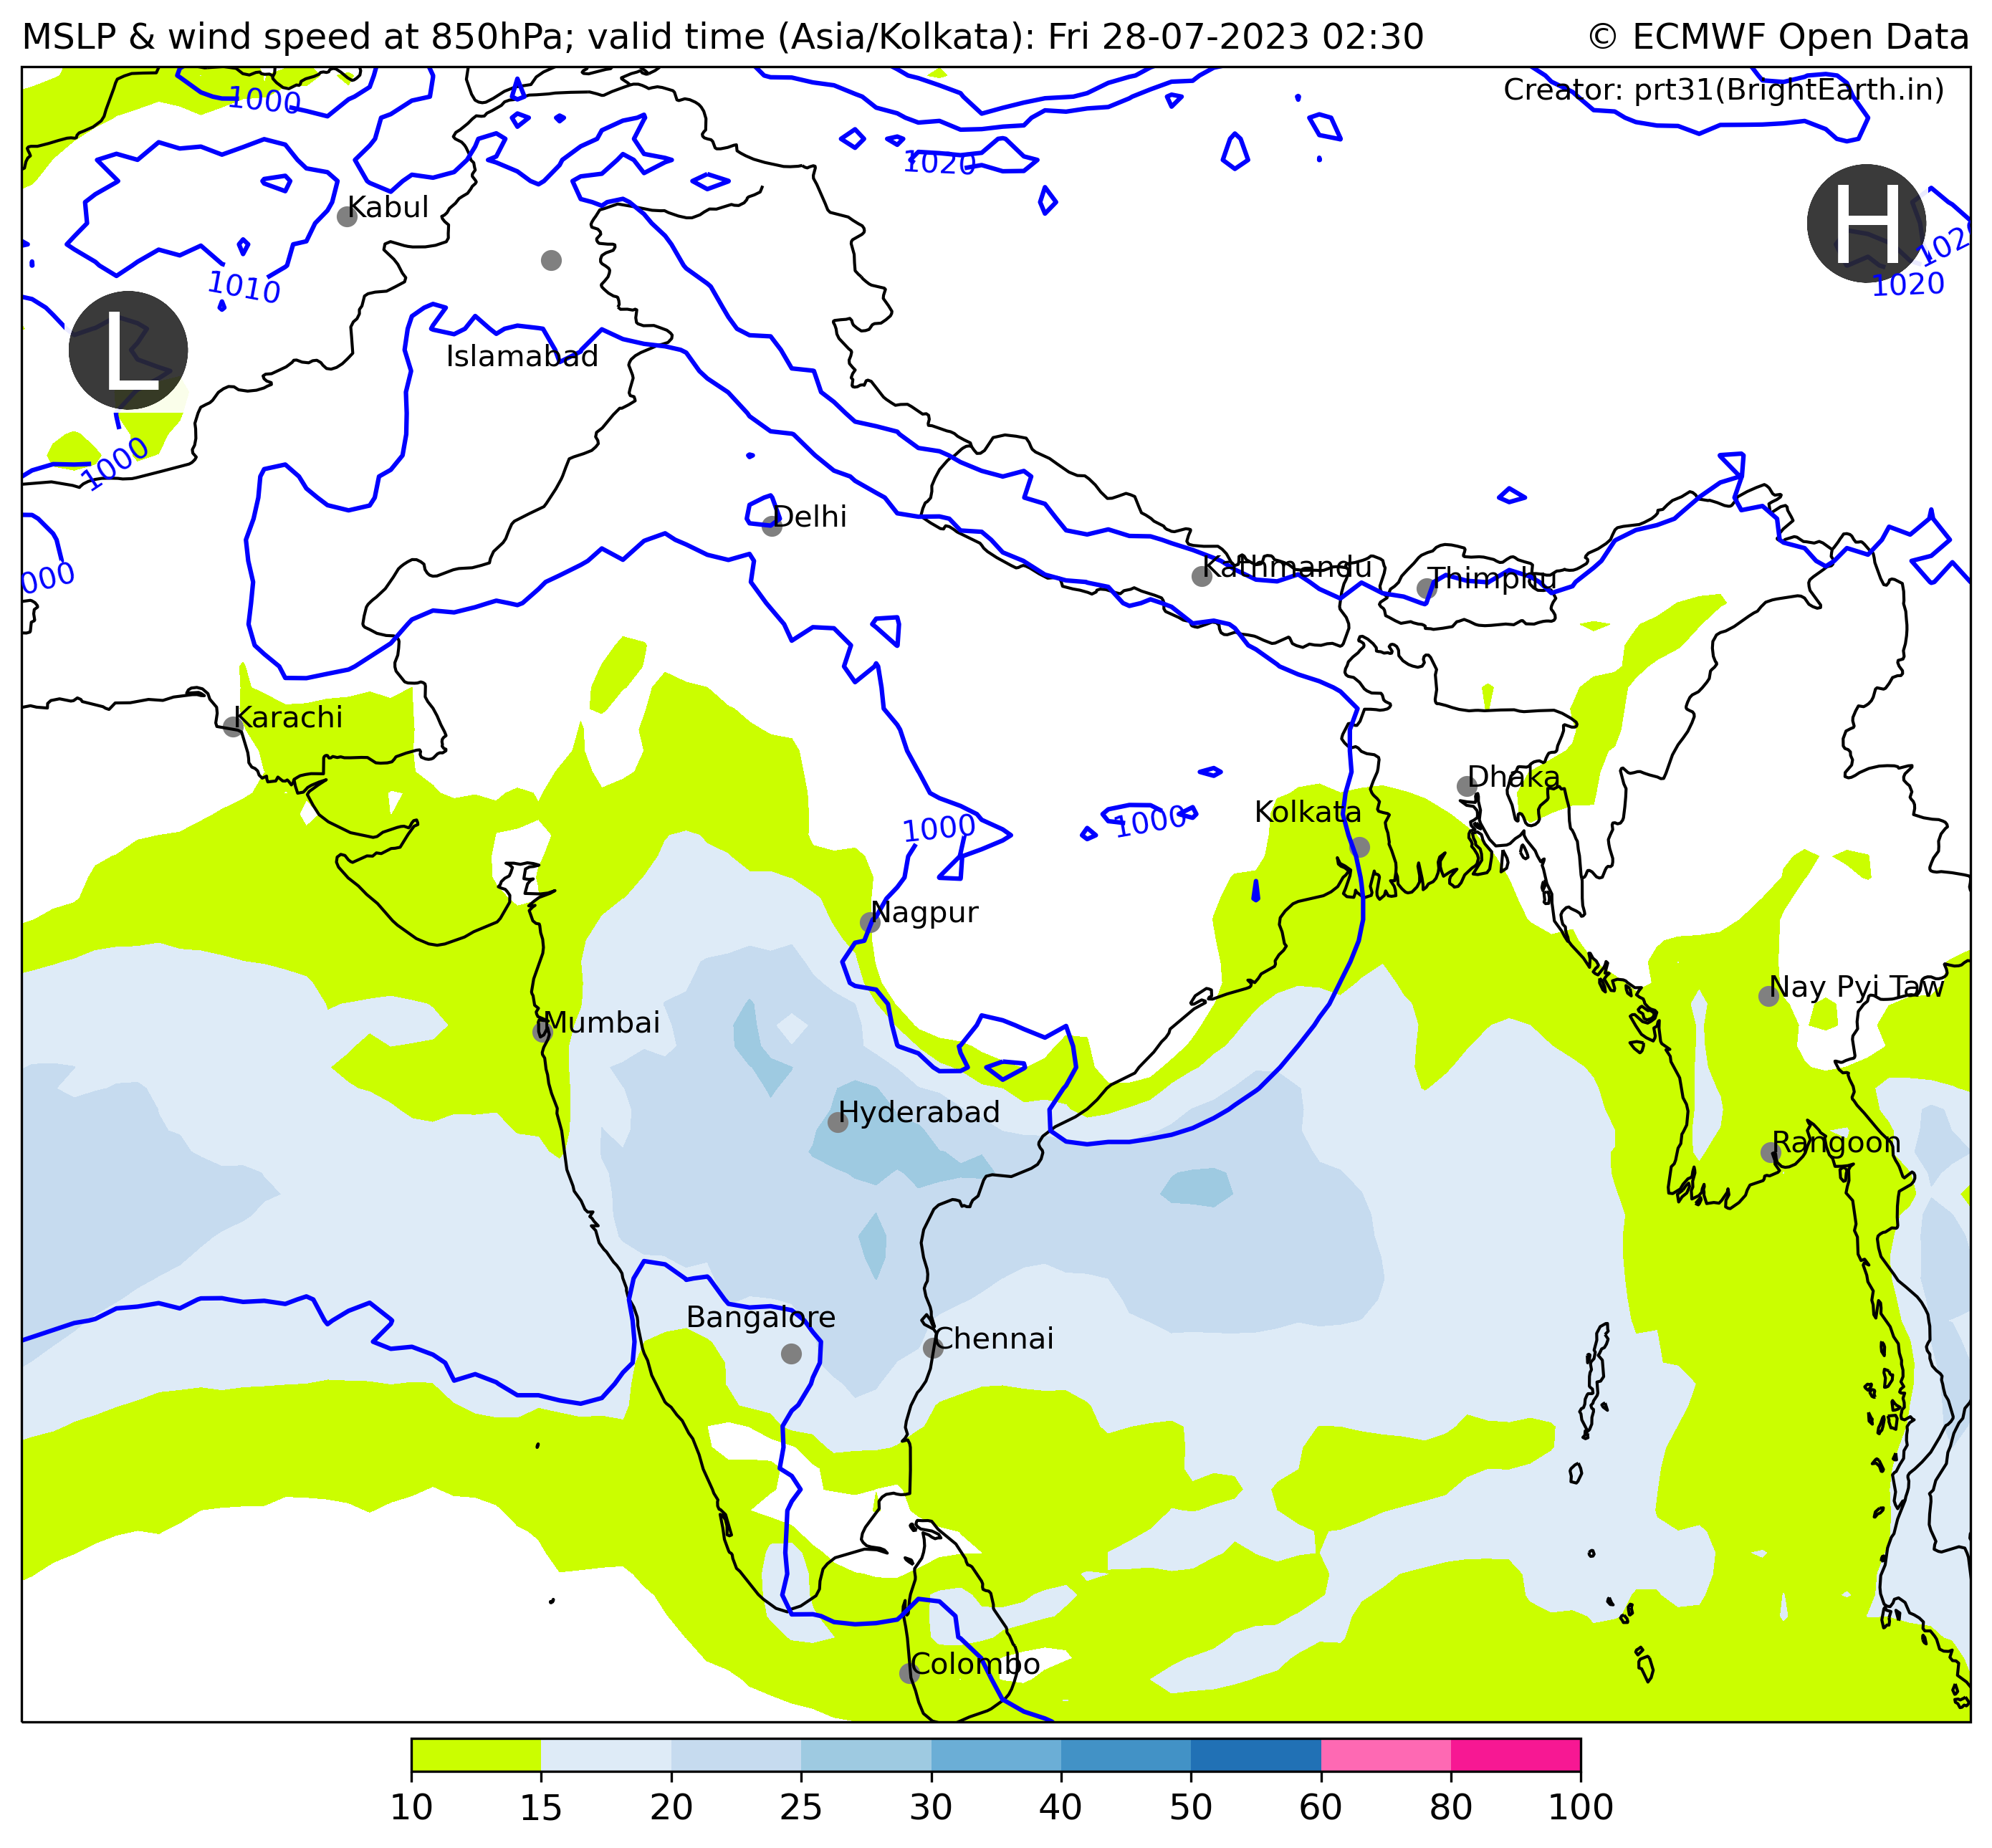 MSLP & wind speed at 850hPa; valid time (Asia/Kolkata): Fri 28-07-2023 02:30
© ECMWF Open Data
Creator: prt31(BrightEarth.in)
1000
1020
Kabul
H
102
1020
1010
L
Islamabad
1000
Delhi
000
Kathmandu
Thimphu
Karachi
Dhaka
Kolkata
1000
1000
Nagpur
Nay Pyi Taw
Mumbai
Hyderabad
Rangoon
Bangalore
Chennai
Colombo
10 15 20 25 30 40 50 60 80 100